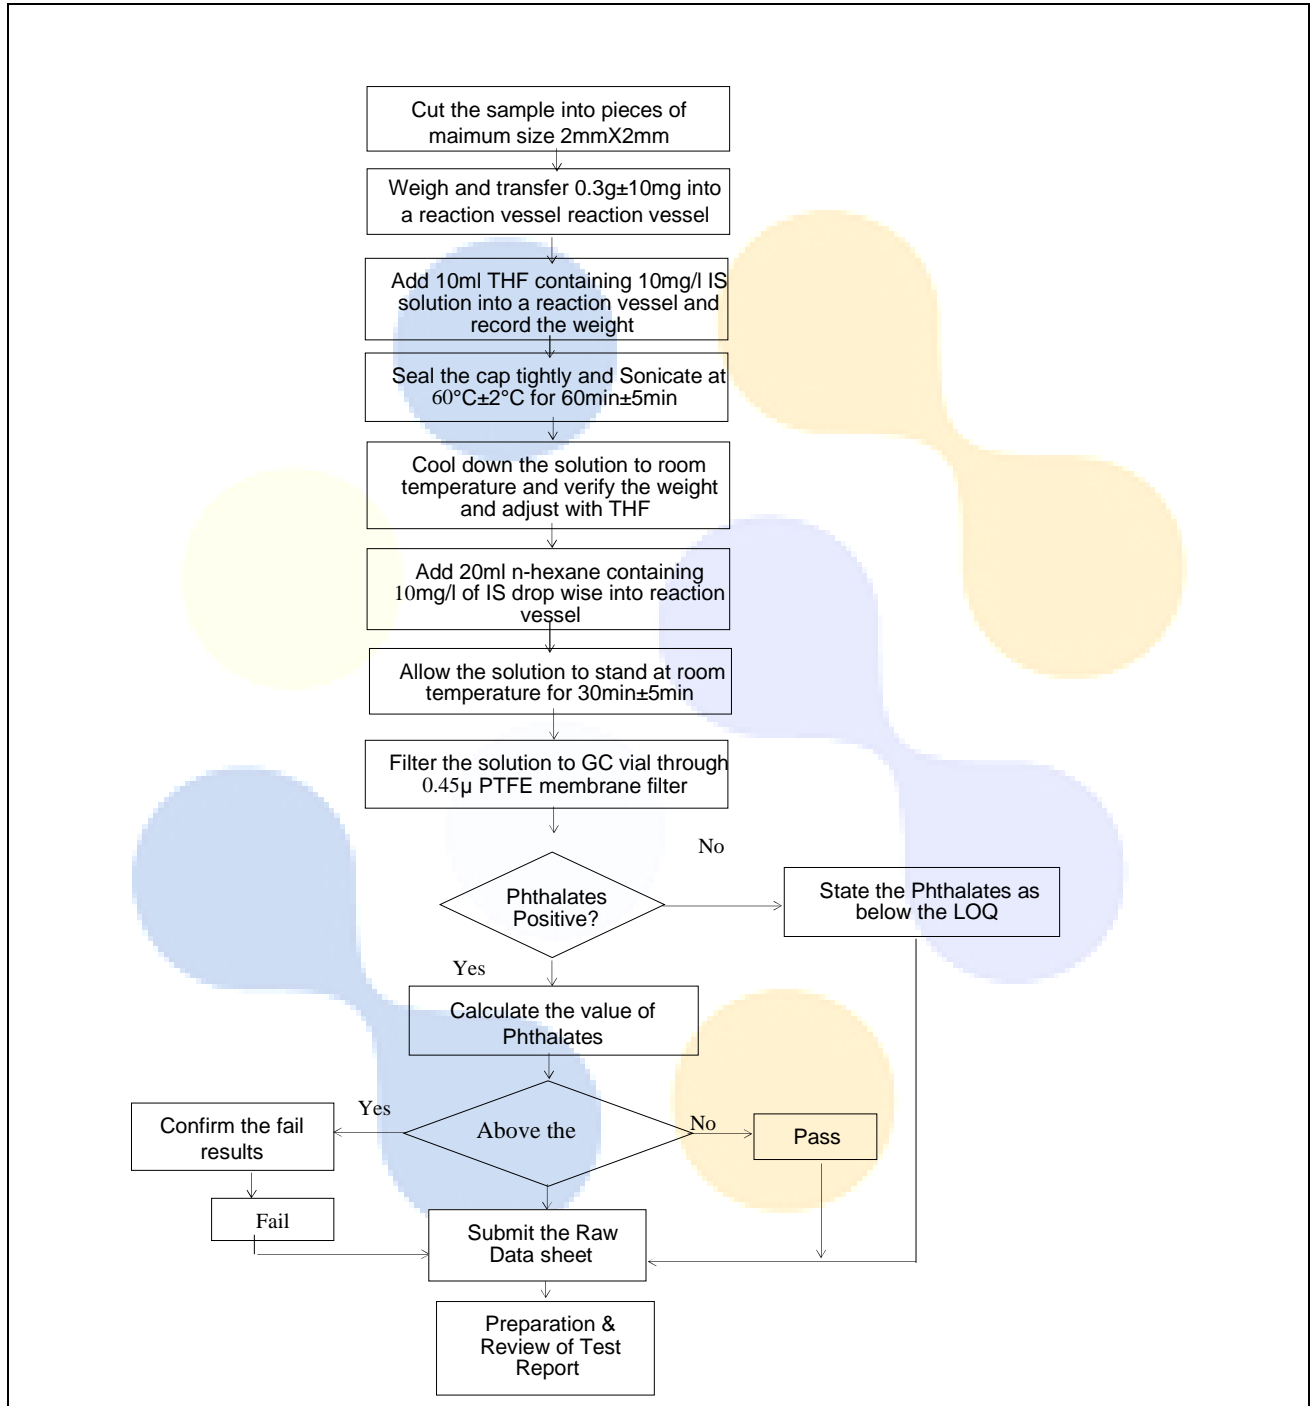 Cut the sample into pieces of
maimum size 2mmX2mm
Weigh and transfer 0.3g±10mg into
a reaction vessel reaction vessel
Add 10ml THF containing 10mg/l IS
solution into a reaction vessel and
record the weight
Seal the cap tightly and Sonicate at
60°C±2°C for 60min±5min
Cool down the solution to room
temperature and verify the weight
and adjust with THF
Add 20ml n-hexane containing
10mg/l of IS drop wise into reaction
vessel
Allow the solution to stand at room
temperature for 30min±5min
Filter the solution to GC vial through
0.45µ PTFE membrane filter
No
Phthalates
Positive?
State the Phthalates as
below the LOQ
Yes
Calculate the value of
Phthalates
Yes
Above the
No
Confirm the fail
results
Pass
Fail
Submit the Raw
Data sheet
Preparation &
Review of Test
Report